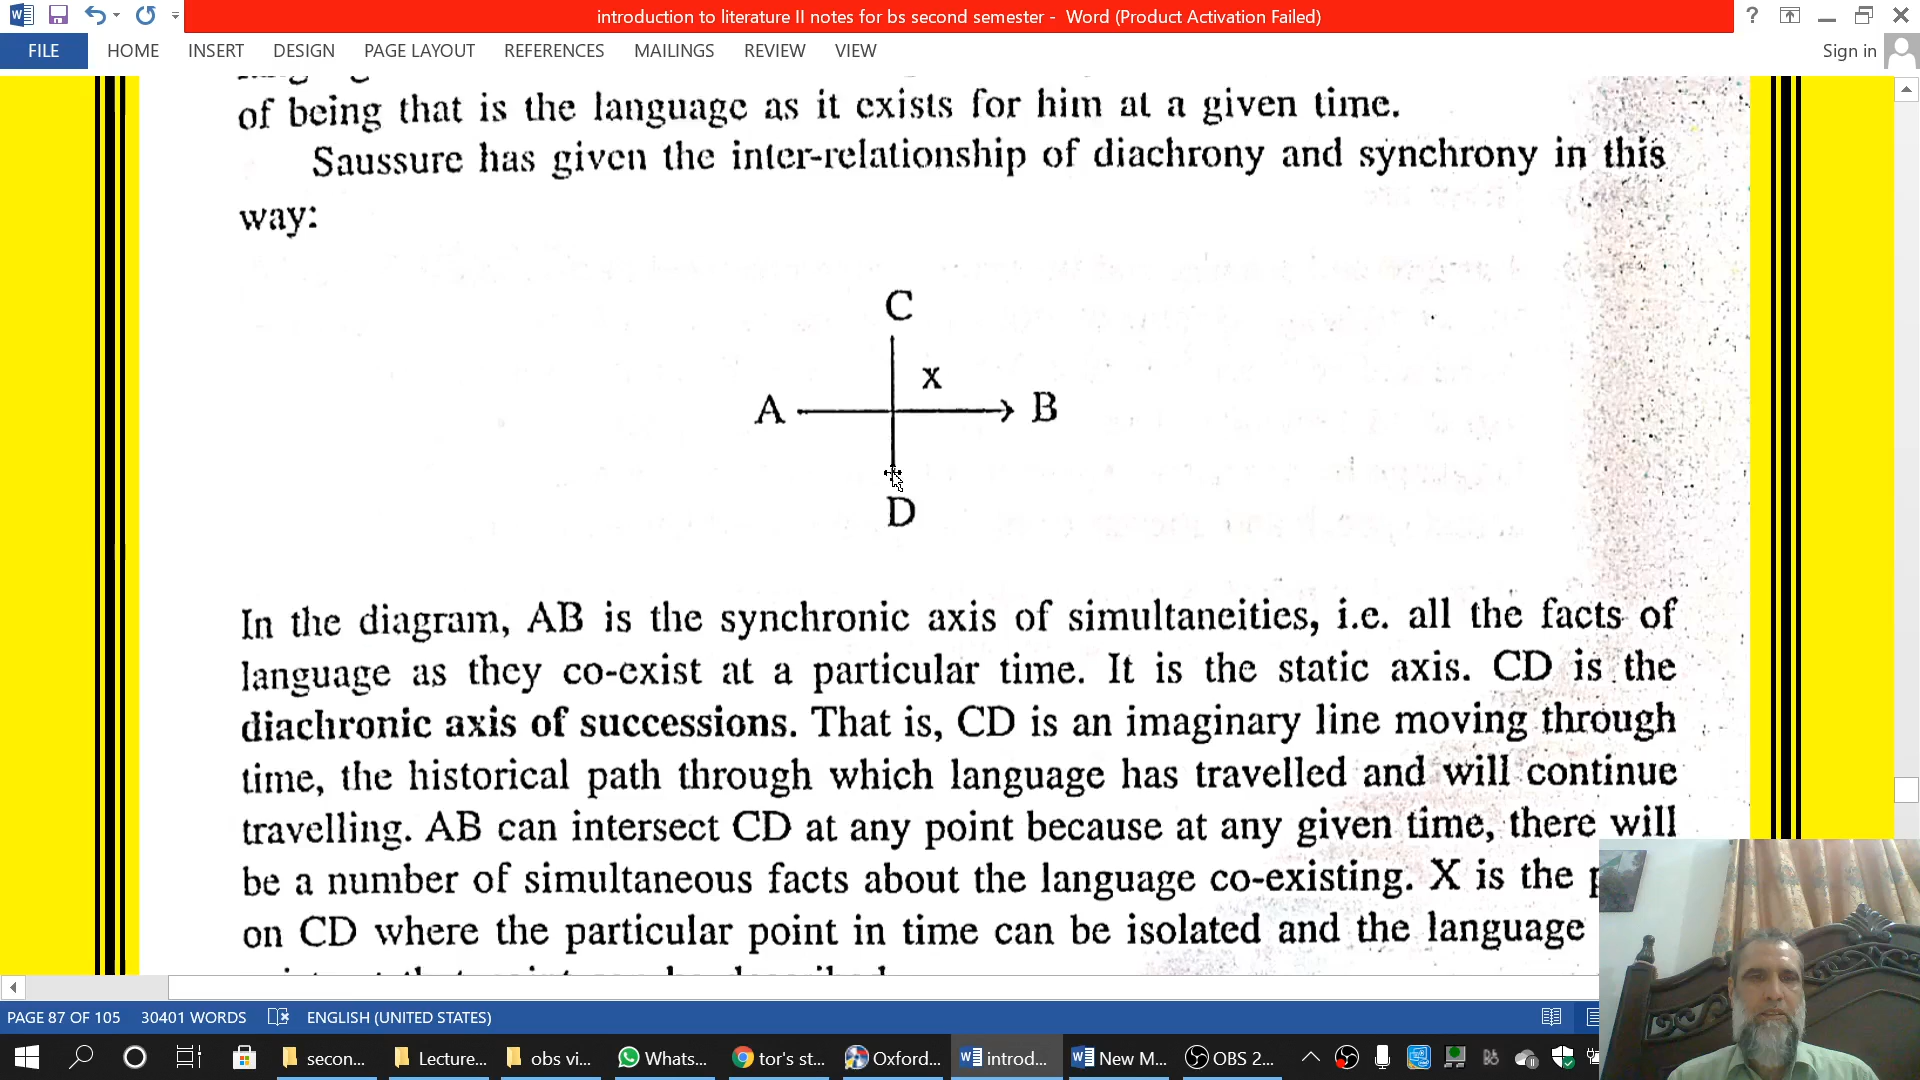 introduction to literature II notes for bs second semester - Word (Product Activation Failed)
?
FILE HOME INSERT DESIGN PAGE LAYOUT REFERENCES MAILINGS REVIEW VIEW Sign in
of being that is the language as it exists for him at a given time.
Saussure has given the inter-relationship of diachrony and synchrony in this
way:
C
x
A B
D
In the diagram, AB is the synchronic axis of simultaneities, i.e. all the facts of
language as they co-exist at a particular time. It is the static axis. CD is the
diachronic axis of successions. That is, CD is an imaginary line moving through
time, the historical path through which language has travelled and will continue
travelling. AB can intersect CD at any point because at any given time, there will
be a number of simultaneous facts about the language co-existing. X is the p
on CD where the particular point in time can be isolated and the language
PAGE 87 OF 105 30401 WORDS ENGLISH (UNITED STATES)
secon... Lecture... obs vi... Whats... tor's st... Oxford... introd... New M... OBS 2...